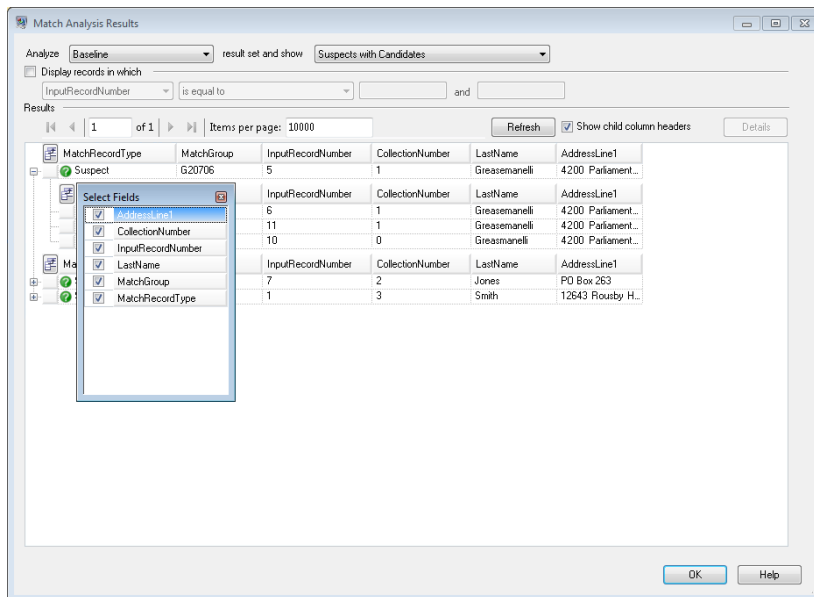 Match Analysis Results
Analyze Baseline result set and show Suspects with Candidates
Display records in which
InputRecordNumber is equal to and
Results
1 of 1 Items per page: 10000 Refresh Show child column headers Details
MatchRecordType MatchGroup InputRecordNumber CollectionNumber LastName AddressLine1
Suspect G20706 5 1 Greasemanelli 4200 Parliament...
Select Fields InputRecordNumber CollectionNumber LastName AddressLine1
AddressLine1 6 1 Greasemanelli 4200 Parliament...
CollectionNumber 11 1 Greasemanelli 4200 Parliament...
InputRecordNumber 10 0 Greasmanelli 4200 Parliament...
Ma LastName InputRecordNumber CollectionNumber LastName AddressLine1
MatchGroup 7 2 Jones PO Box 263
MatchRecordType 1 3 Smith 12643 Rousby H...
OK Help